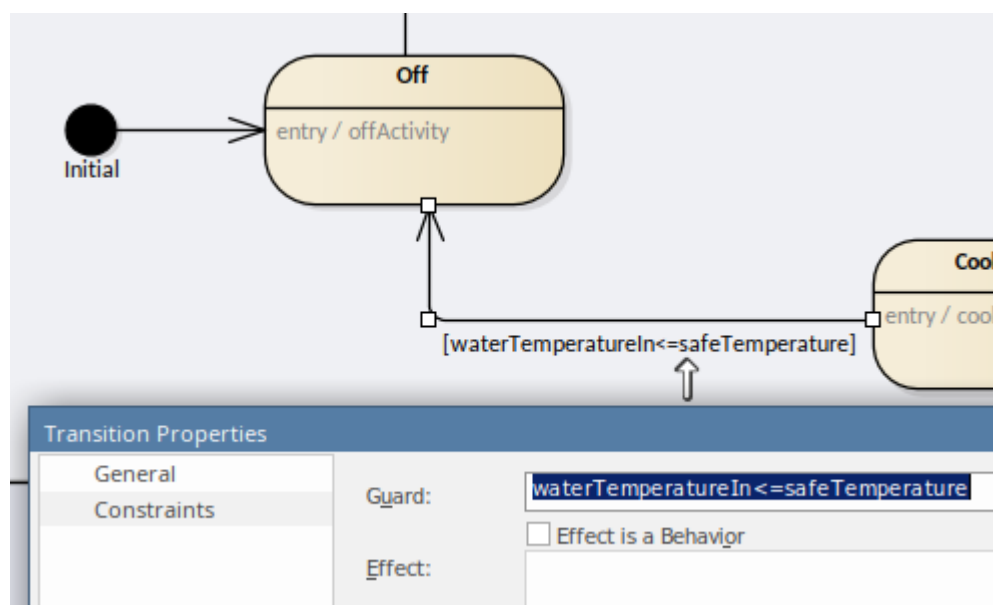 Off
entry / offActivity
Initial
Cool
entry / cool
[waterTemperatureIn<=safeTemperature]
Transition Properties
General
Constraints
Guard:
waterTemperatureIn<=safeTemperature
Effect is a Behavior
Effect: